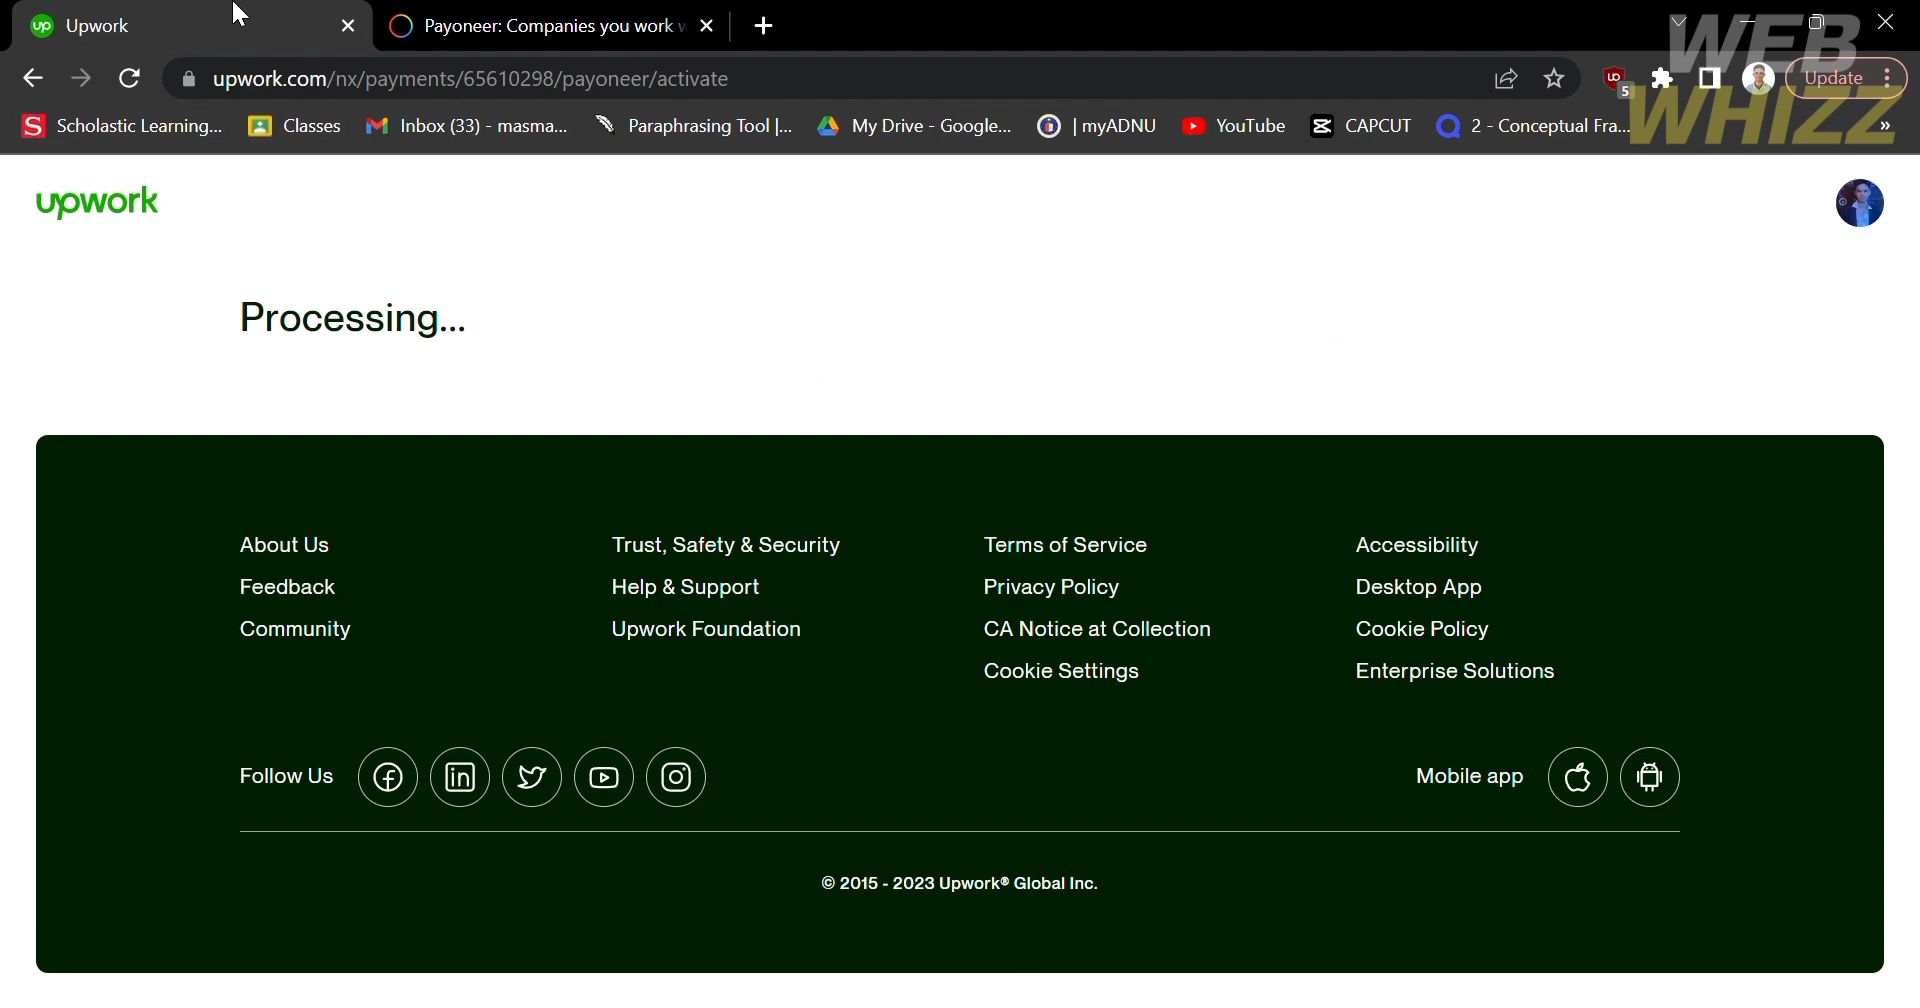 Upwork
Payoneer: Companies you work w
upwork.com/nx/payments/65610298/payoneer/activate
5
Update
WEB
WHIZZ
Scholastic Learning...
Classes
Inbox (33) - masma...
Paraphrasing Tool |...
My Drive - Google...
| myADNU
YouTube
CAPCUT
2 - Conceptual Fra...
»
upwork
Processing...
About Us
Trust, Safety & Security
Terms of Service
Accessibility
Feedback
Help & Support
Privacy Policy
Desktop App
Community
Upwork Foundation
CA Notice at Collection
Cookie Policy
Cookie Settings
Enterprise Solutions
Follow Us
Mobile app
© 2015 - 2023 Upwork® Global Inc.